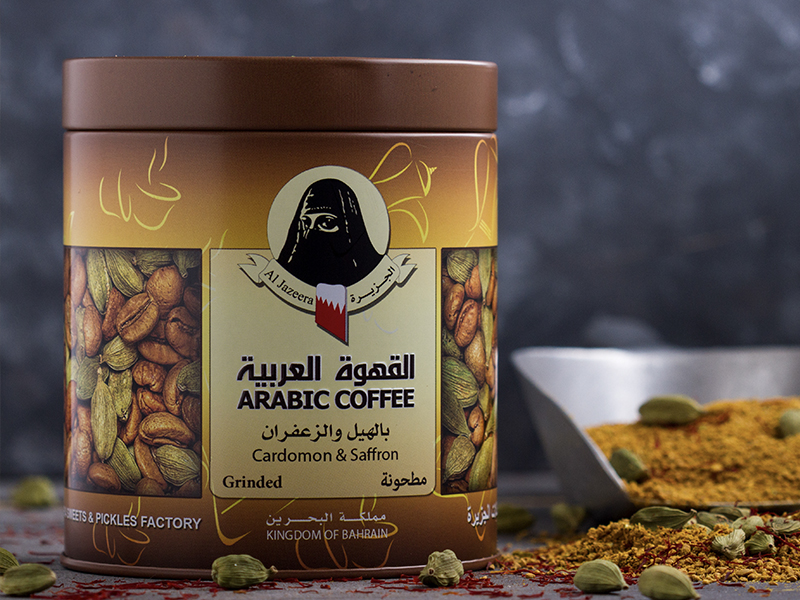 Al Jazeera الجزيرة
القهوة العربية
ARABIC COFFEE
بالهيل والزعفران
Cardomon & Saffron
Grinded مطحونة
SWEETS & PICKLES FACTORY
مملكة البحرين
KINGDOM OF BAHRAIN
الجزيرة